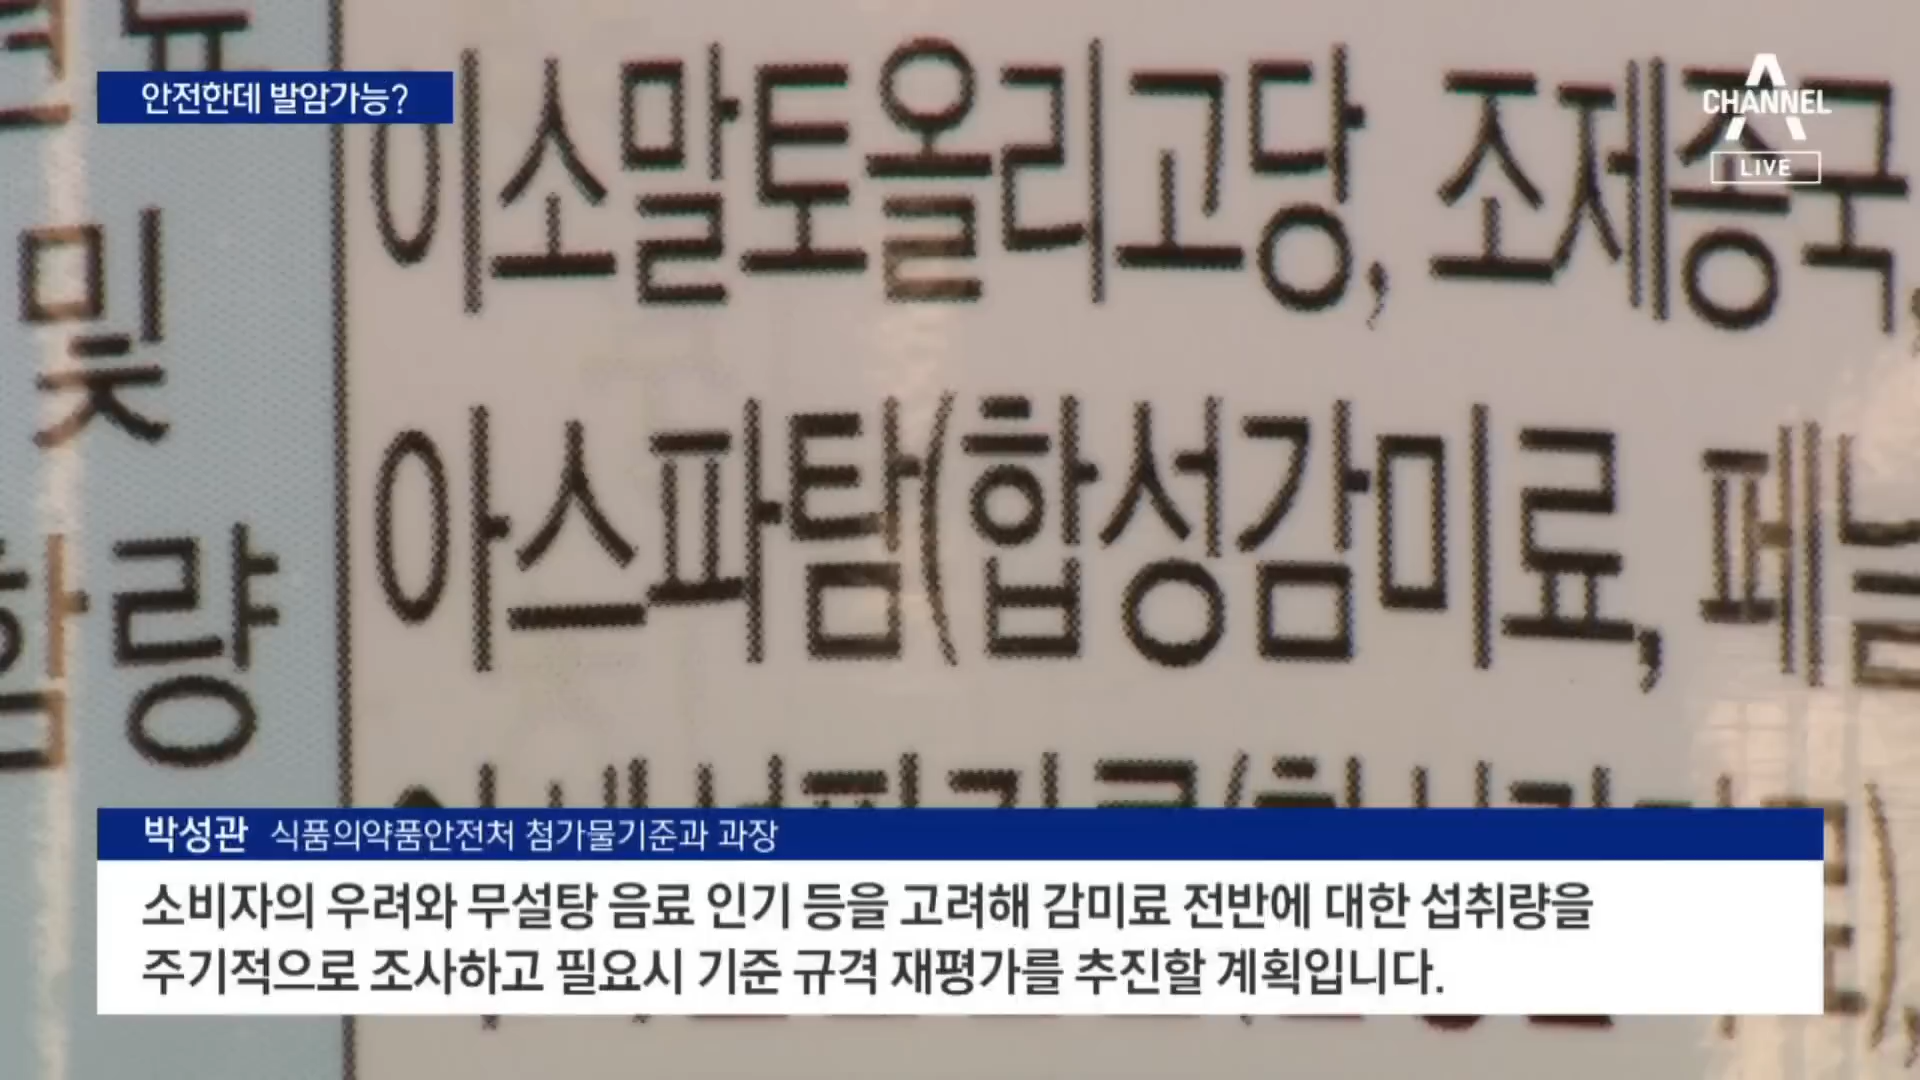 안전한데 발암가능?
CHANNEL A
LIVE
이소말토올리고당, 조제종국,
및
아스파탐(합성감미료, 페닐
함량
박성관 식품의약품안전처 첨가물기준과 과장
소비자의 우려와 무설탕 음료 인기 등을 고려해 감미료 전반에 대한 섭취량을
주기적으로 조사하고 필요시 기준 규격 재평가를 추진할 계획입니다.